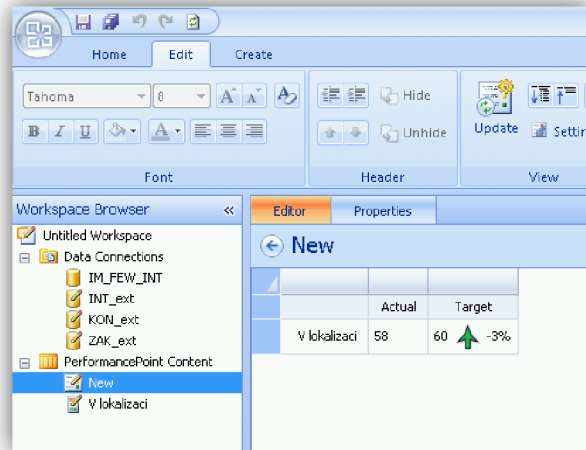 Home Edit Create
Tahoma 8 A A A
Hide
B I U A
Unhide
Update
Settin
Font Header View
Workspace Browser «
Editor Properties
Untitled Workspace
Data Connections
New
IM_FEW_INT
INT_ext
KON_ext
ZAK_ext
Actual Target
V lokalizaci 58 60 -3%
PerformancePoint Content
New
V lokalizaci